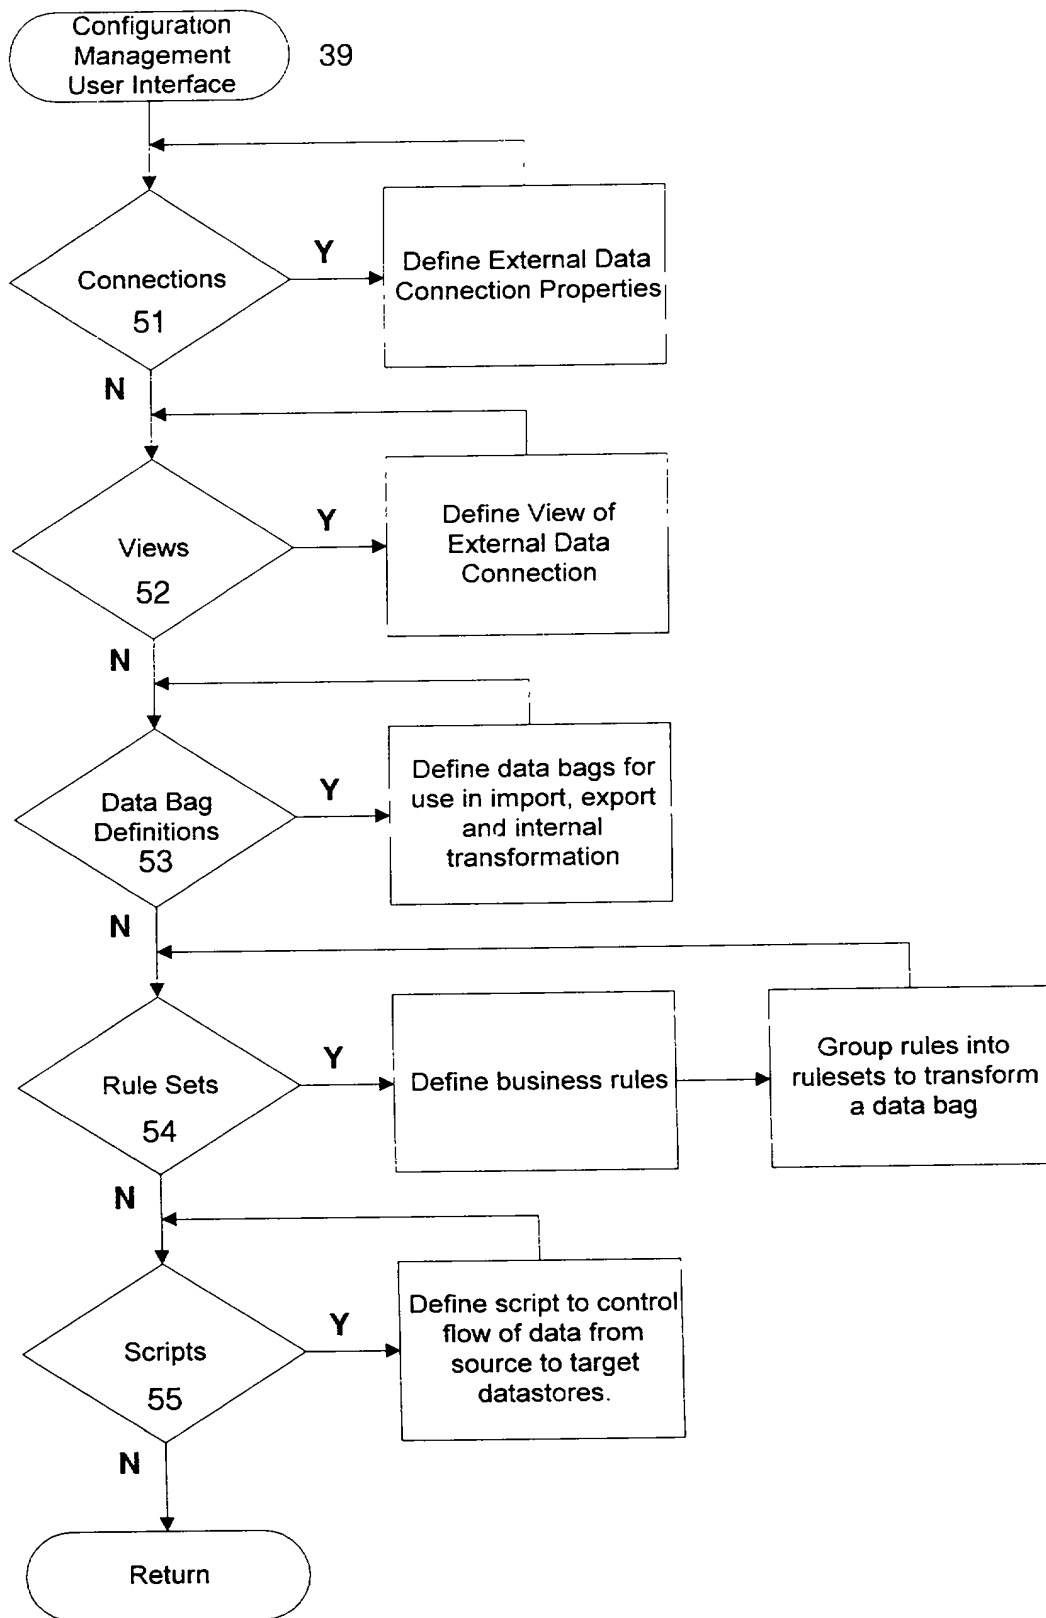 Configuration
Management
User Interface
39
Connections
51
Y
Define External Data
Connection Properties
N
Views
52
Y
Define View of
External Data
Connection
N
Data Bag
Definitions
53
Y
Define data bags for
use in import, export
and internal
transformation
N
Rule Sets
54
Y
Define business rules
Group rules into
rulesets to transform
a data bag
N
Scripts
55
Y
Define script to control
flow of data from
source to target
datastores.
N
Return